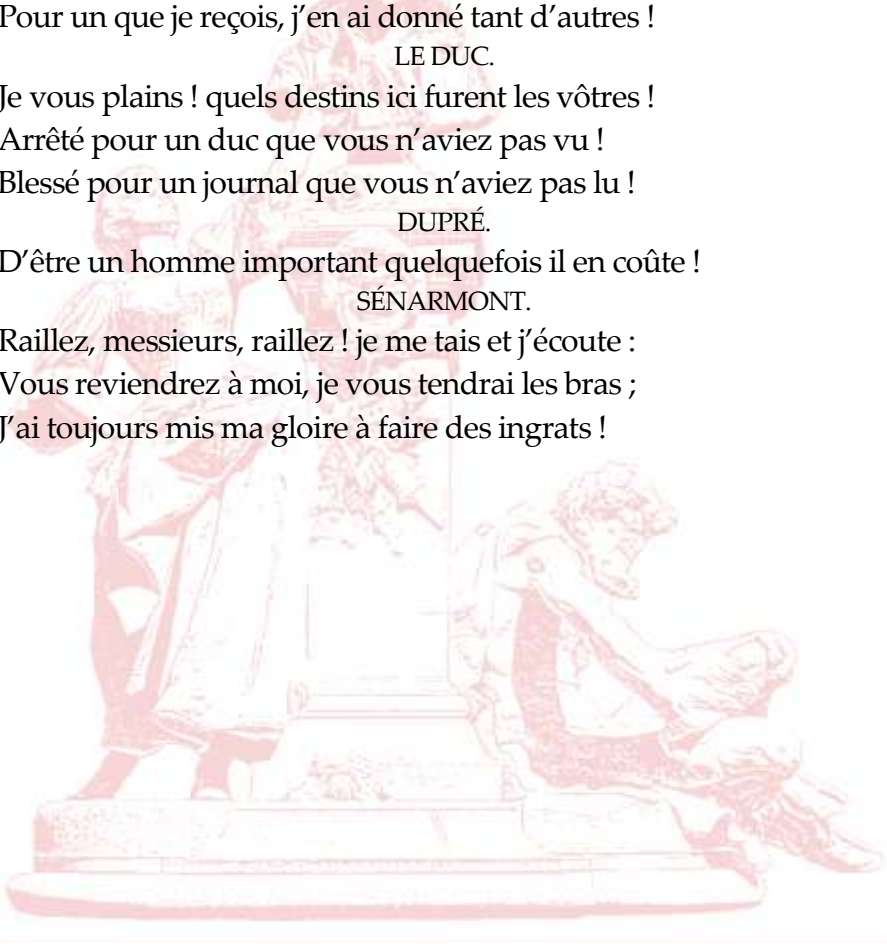 Pour un que je reçois, j’en ai donné tant d’autres !
LE DUC.
Je vous plains ! quels destins ici furent les vôtres !
Arrêté pour un duc que vous n’aviez pas vu !
Blessé pour un journal que vous n’aviez pas lu !
DUPRÉ.
D’être un homme important quelquefois il en coûte !
SÉNARMONT.
Raillez, messieurs, raillez ! je me tais et j’écoute :
Vous reviendrez à moi, je vous tendrai les bras ;
J’ai toujours mis ma gloire à faire des ingrats !